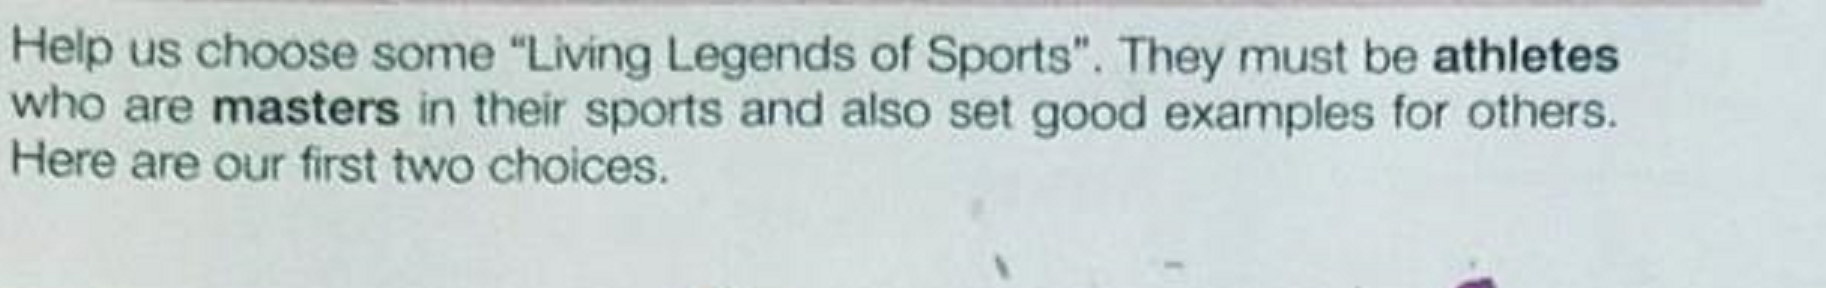 Help us choose some “Living Legends of Sports”. They must be athletes
who are masters in their sports and also set good examples for others.
Here are our first two choices.